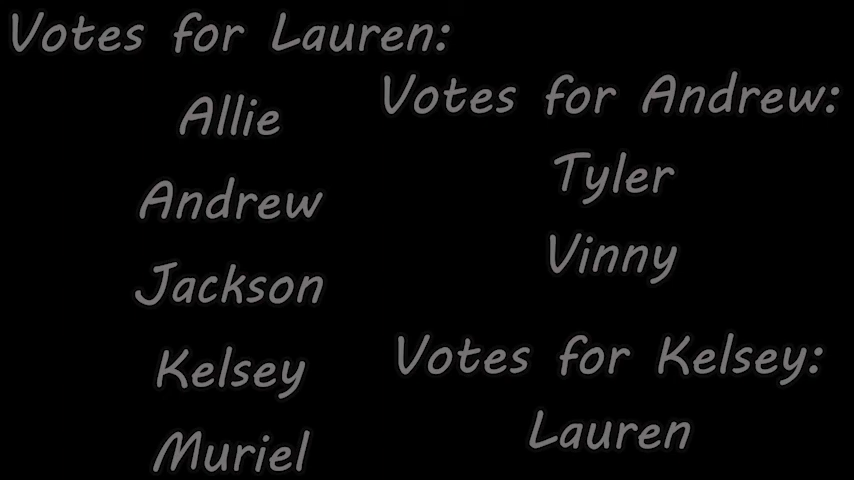 Votes for Lauren:
Allie
Andrew
Jackson
Kelsey
Muriel
Votes for Andrew:
Tyler
Vinny
Votes for Kelsey:
Lauren